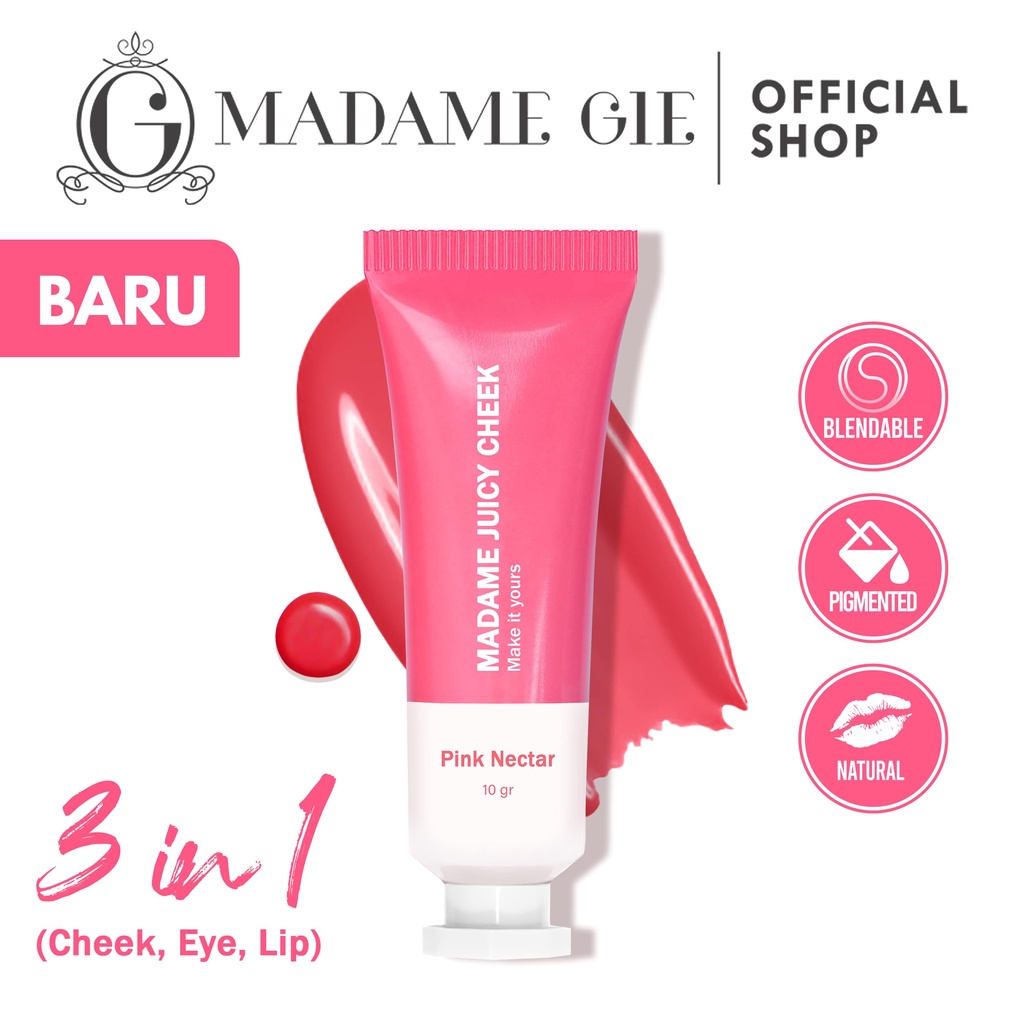 G MADAME GIE
OFFICIAL
SHOP
BARU
MADAME JUICY CHEEK
Make it yours
Pink Nectar
10 gr
BLENDABLE
PIGMENTED
NATURAL
3 in 1
(Cheek, Eye, Lip)